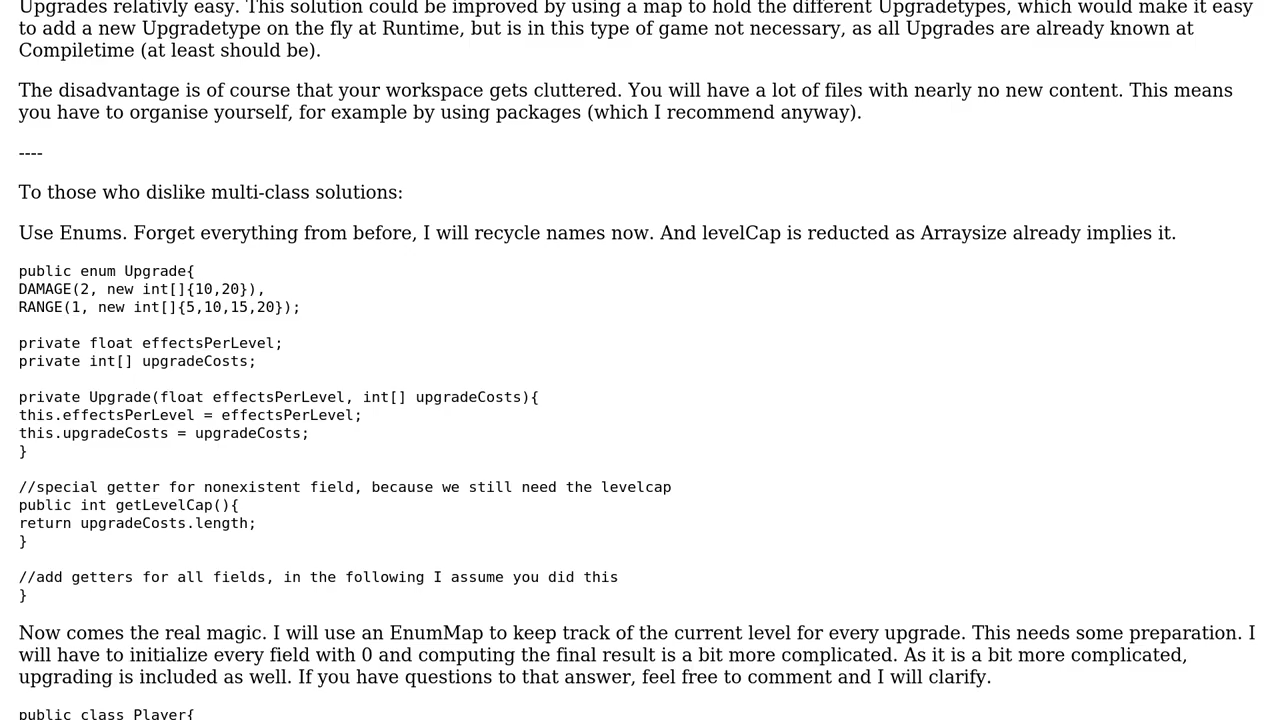 Upgrades relativly easy. This solution could be improved by using a map to hold the different Upgradetypes, which would make it easy
to add a new Upgradetype on the fly at Runtime, but is in this type of game not necessary, as all Upgrades are already known at
Compiletime (at least should be).
The disadvantage is of course that your workspace gets cluttered. You will have a lot of files with nearly no new content. This means
you have to organise yourself, for example by using packages (which I recommend anyway).
----
To those who dislike multi-class solutions:
Use Enums. Forget everything from before, I will recycle names now. And levelCap is reducted as Arraysize already implies it.
public enum Upgrade{
DAMAGE(2, new int[]{10,20}),
RANGE(1, new int[]{5,10,15,20});
private float effectsPerLevel;
private int[] upgradeCosts;
private Upgrade(float effectsPerLevel, int[] upgradeCosts){
this.effectsPerLevel = effectsPerLevel;
this.upgradeCosts = upgradeCosts;
}
//special getter for nonexistent field, because we still need the levelcap
public int getLevelCap(){
return upgradeCosts.length;
}
//add getters for all fields, in the following I assume you did this
}
Now comes the real magic. I will use an EnumMap to keep track of the current level for every upgrade. This needs some preparation. I
will have to initialize every field with 0 and computing the final result is a bit more complicated. As it is a bit more complicated,
upgrading is included as well. If you have questions to that answer, feel free to comment and I will clarify.
public class Player{